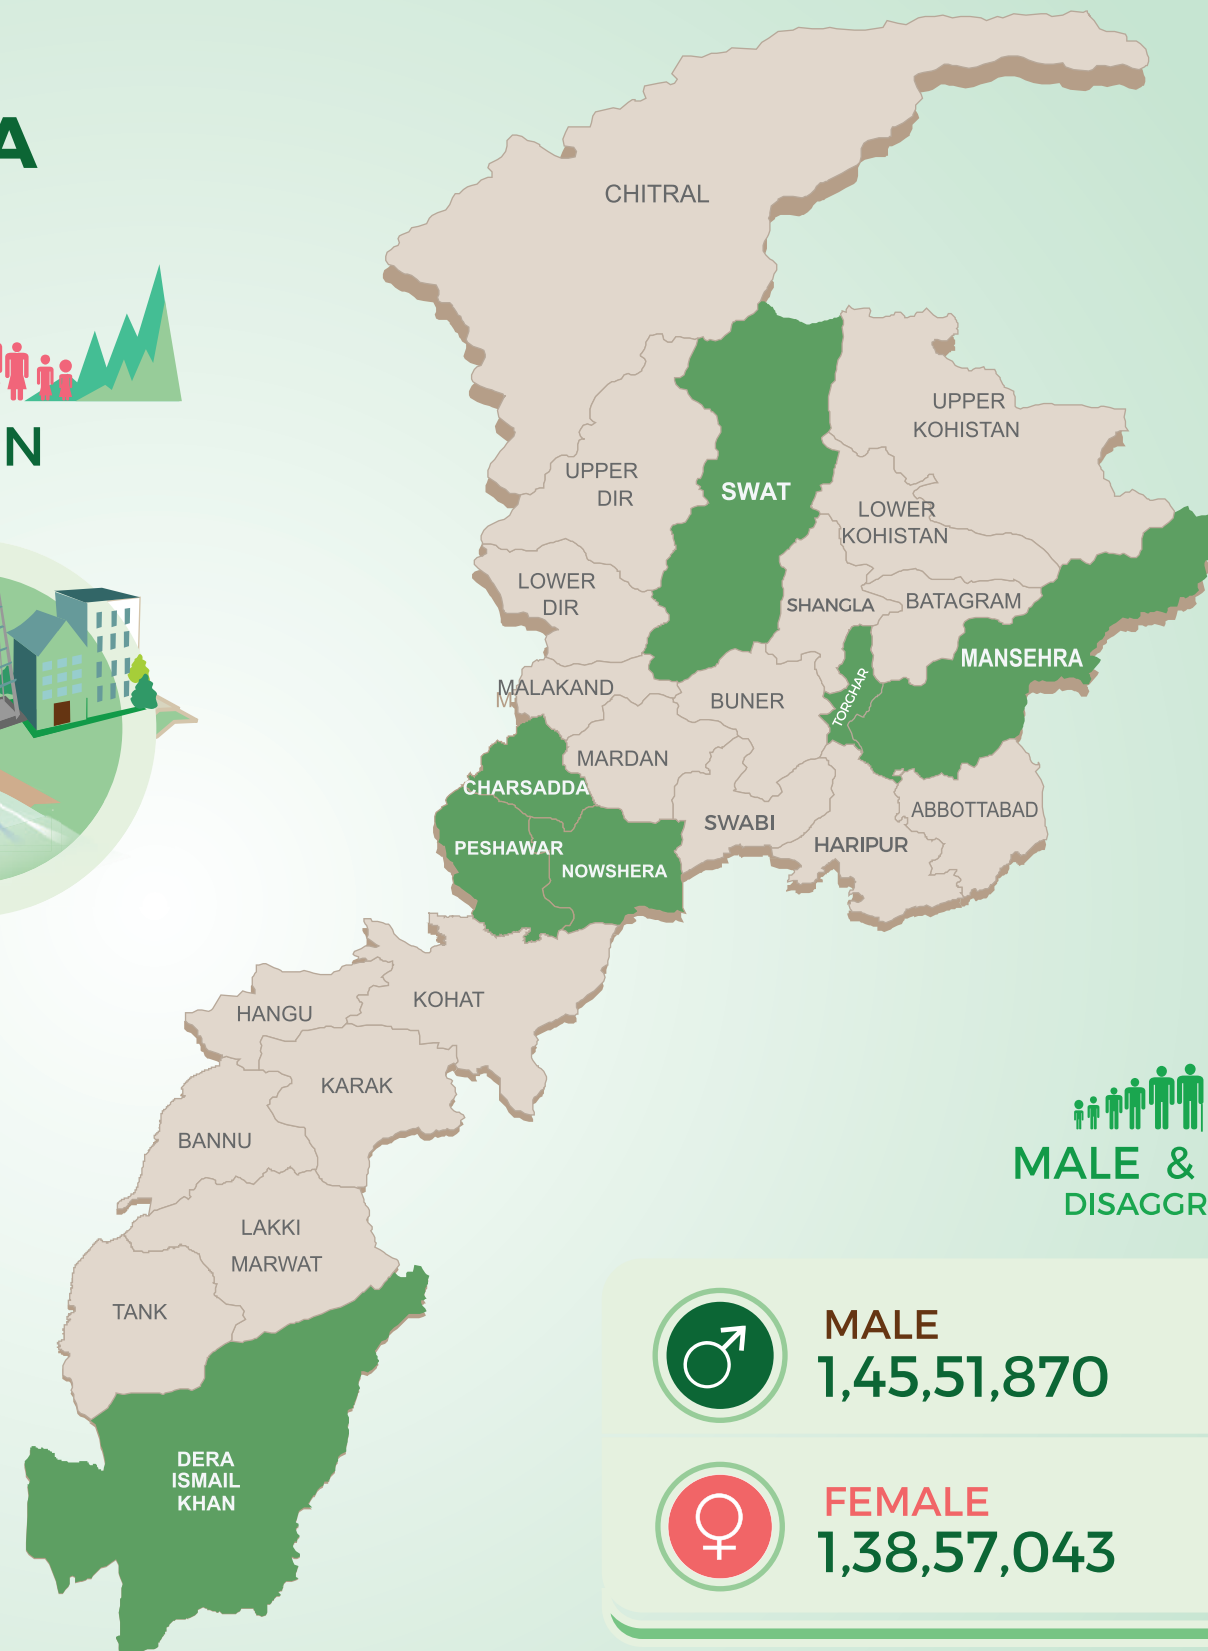 A
N
CHITRAL
UPPER
KOHISTAN
UPPER
DIR
SWAT
LOWER
KOHISTAN
LOWER
DIR
SHANGLA
BATAGRAM
MANSEHRA
TORGHAR
MALAKAND
M
BUNER
MARDAN
CHARSADDA
SWABI
ABBOTTABAD
HARIPUR
PESHAWAR
NOWSHERA
KOHAT
HANGU
KARAK
BANNU
LAKKI
MARWAT
TANK
DERA
ISMAIL
KHAN
MALE &
DISAGGR
MALE
1,45,51,870
FEMALE
1,38,57,043